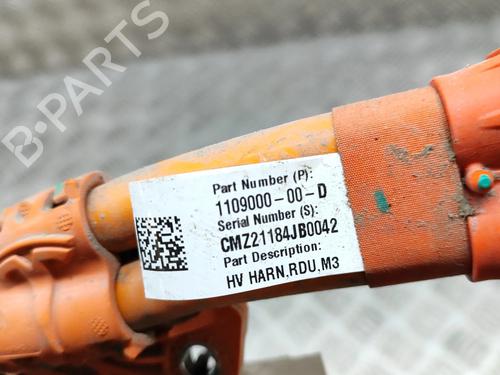 B-PARTS
Part Number (P):
1109000-00-D
Serial Number (S):
CMZ21184JB0042
Part Description:
HV HARN,RDU,M3